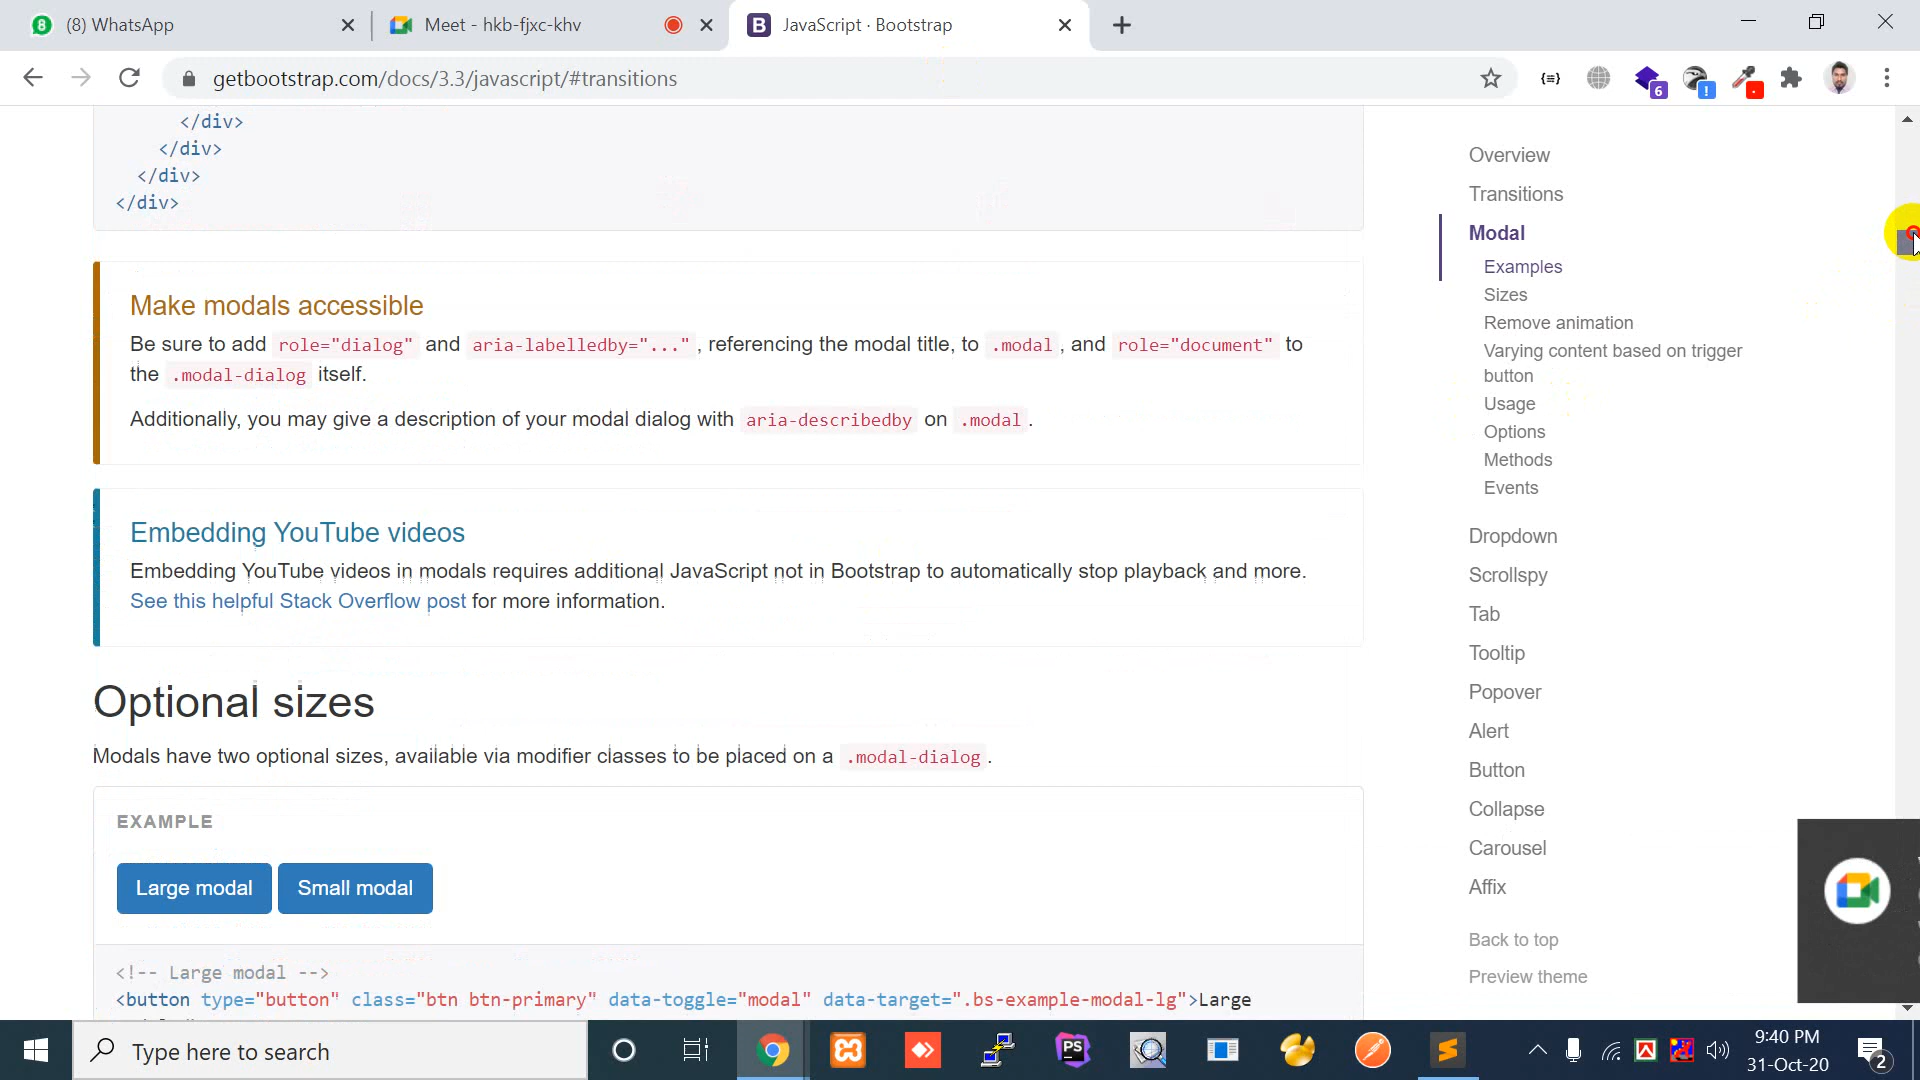 (8) WhatsApp
Meet - hkb-fjxc-khv
JavaScript · Bootstrap
getbootstrap.com/docs/3.3/javascript/#transitions
6
!
</div>
</div>
</div>
</div>
Make modals accessible
Be sure to add role="dialog" and aria-labelledby="...", referencing the modal title, to .modal, and role="document" to
the .modal-dialog itself.
Additionally, you may give a description of your modal dialog with aria-describedby on .modal.
Embedding YouTube videos
Embedding YouTube videos in modals requires additional JavaScript not in Bootstrap to automatically stop playback and more.
See this helpful Stack Overflow post for more information.
Optional sizes
Modals have two optional sizes, available via modifier classes to be placed on a .modal-dialog.
EXAMPLE
Large modal
Small modal
<!-- Large modal -->
<button type="button" class="btn btn-primary" data-toggle="modal" data-target=".bs-example-modal-lg">Large
Overview
Transitions
Modal
Examples
Sizes
Remove animation
Varying content based on trigger
button
Usage
Options
Methods
Events
Dropdown
Scrollspy
Tab
Tooltip
Popover
Alert
Button
Collapse
Carousel
Affix
Back to top
Preview theme
Type here to search
PS
9:40 PM
31-Oct-20
2